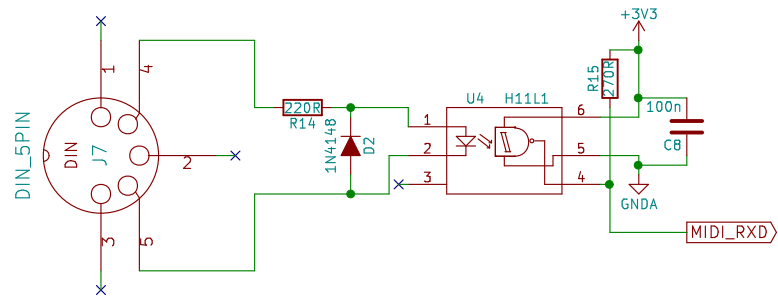 +3V3
1
4
DIN_5PIN
DIN
J7
2
3
5
220R
R14
1N4148
D2
U4
H11L1
1
2
3
6
5
4
R15
270R
100n
C8
GNDA
MIDI_RXD